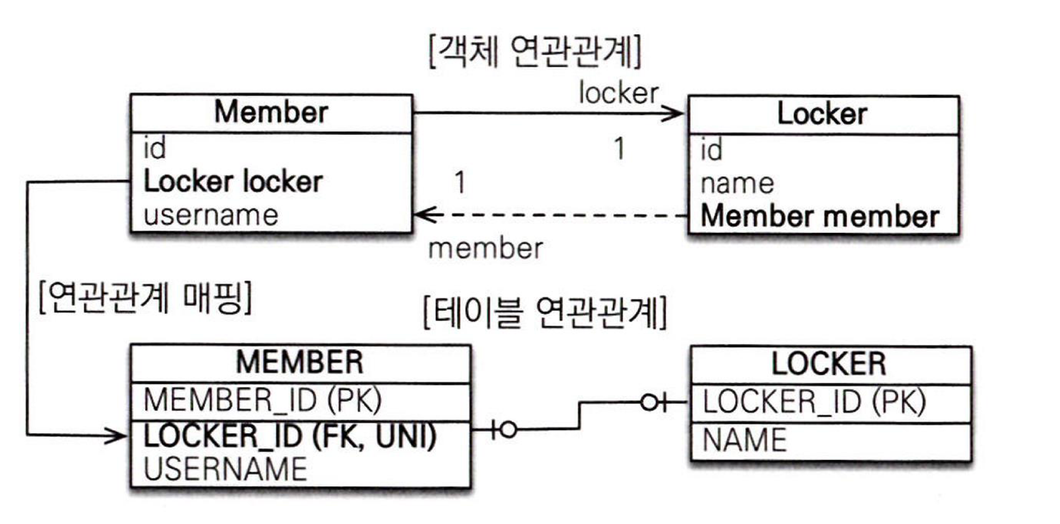 [객체 연관관계]
Member
id
Locker locker
username
locker
1
1
member
Locker
id
name
Member member
[연관관계 매핑]
[테이블 연관관계]
MEMBER
MEMBER_ID (PK)
LOCKER_ID (FK, UNI)
USERNAME
LOCKER
LOCKER_ID (PK)
NAME